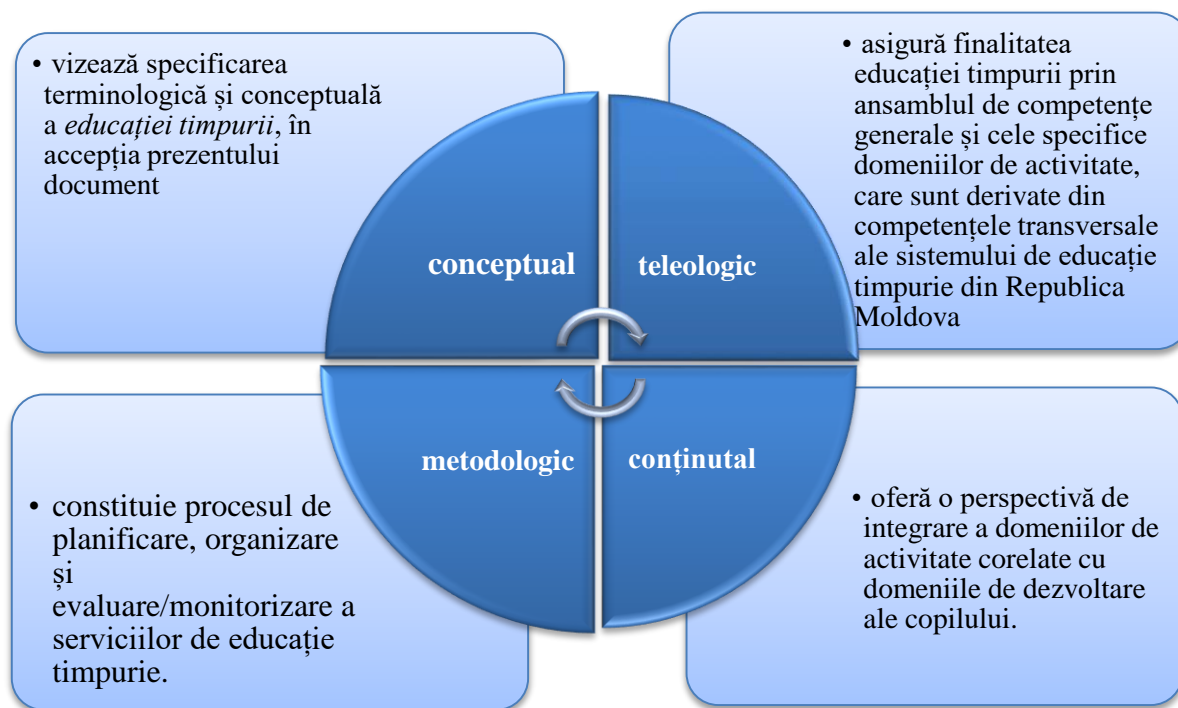 • vizează specificarea
terminologică și conceptuală
a educației timpurii, în
accepția prezentului
document
• asigură finalitatea
educației timpurii prin
ansamblul de competențe
generale și cele specifice
domeniilor de activitate,
care sunt derivate din
competențele transversale
ale sistemului de educație
timpurie din Republica
Moldova
conceptual
teleologic
metodologic
conținutal
• constituie procesul de
planificare, organizare
și
evaluare/monitorizare a
serviciilor de educație
timpurie.
• oferă o perspectivă de
integrare a domeniilor de
activitate corelate cu
domeniile de dezvoltare
ale copilului.